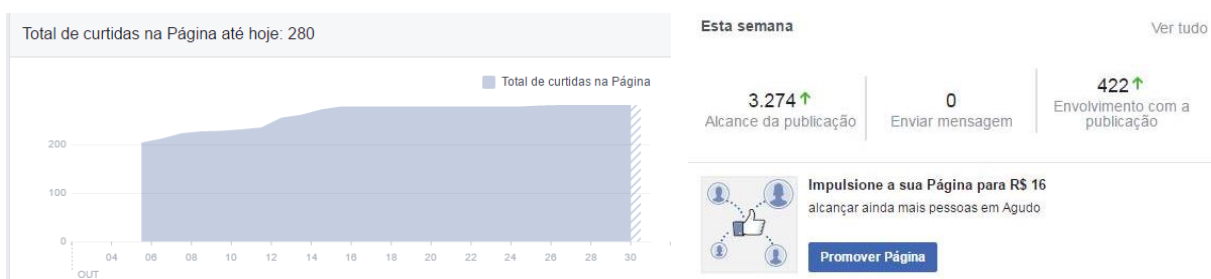 Total de curtidas na Página até hoje: 280
Total de curtidas na Página
200
100
0
04 06 08 10 12 14 16 18 20 22 24 26 28 30
OUT
Esta semana Ver tudo
3.274
Alcance da publicação
0
Enviar mensagem
422
Envolvimento com a
publicação
Impulsione a sua Página para R$ 16
alcançar ainda mais pessoas em Agudo
Promover Página